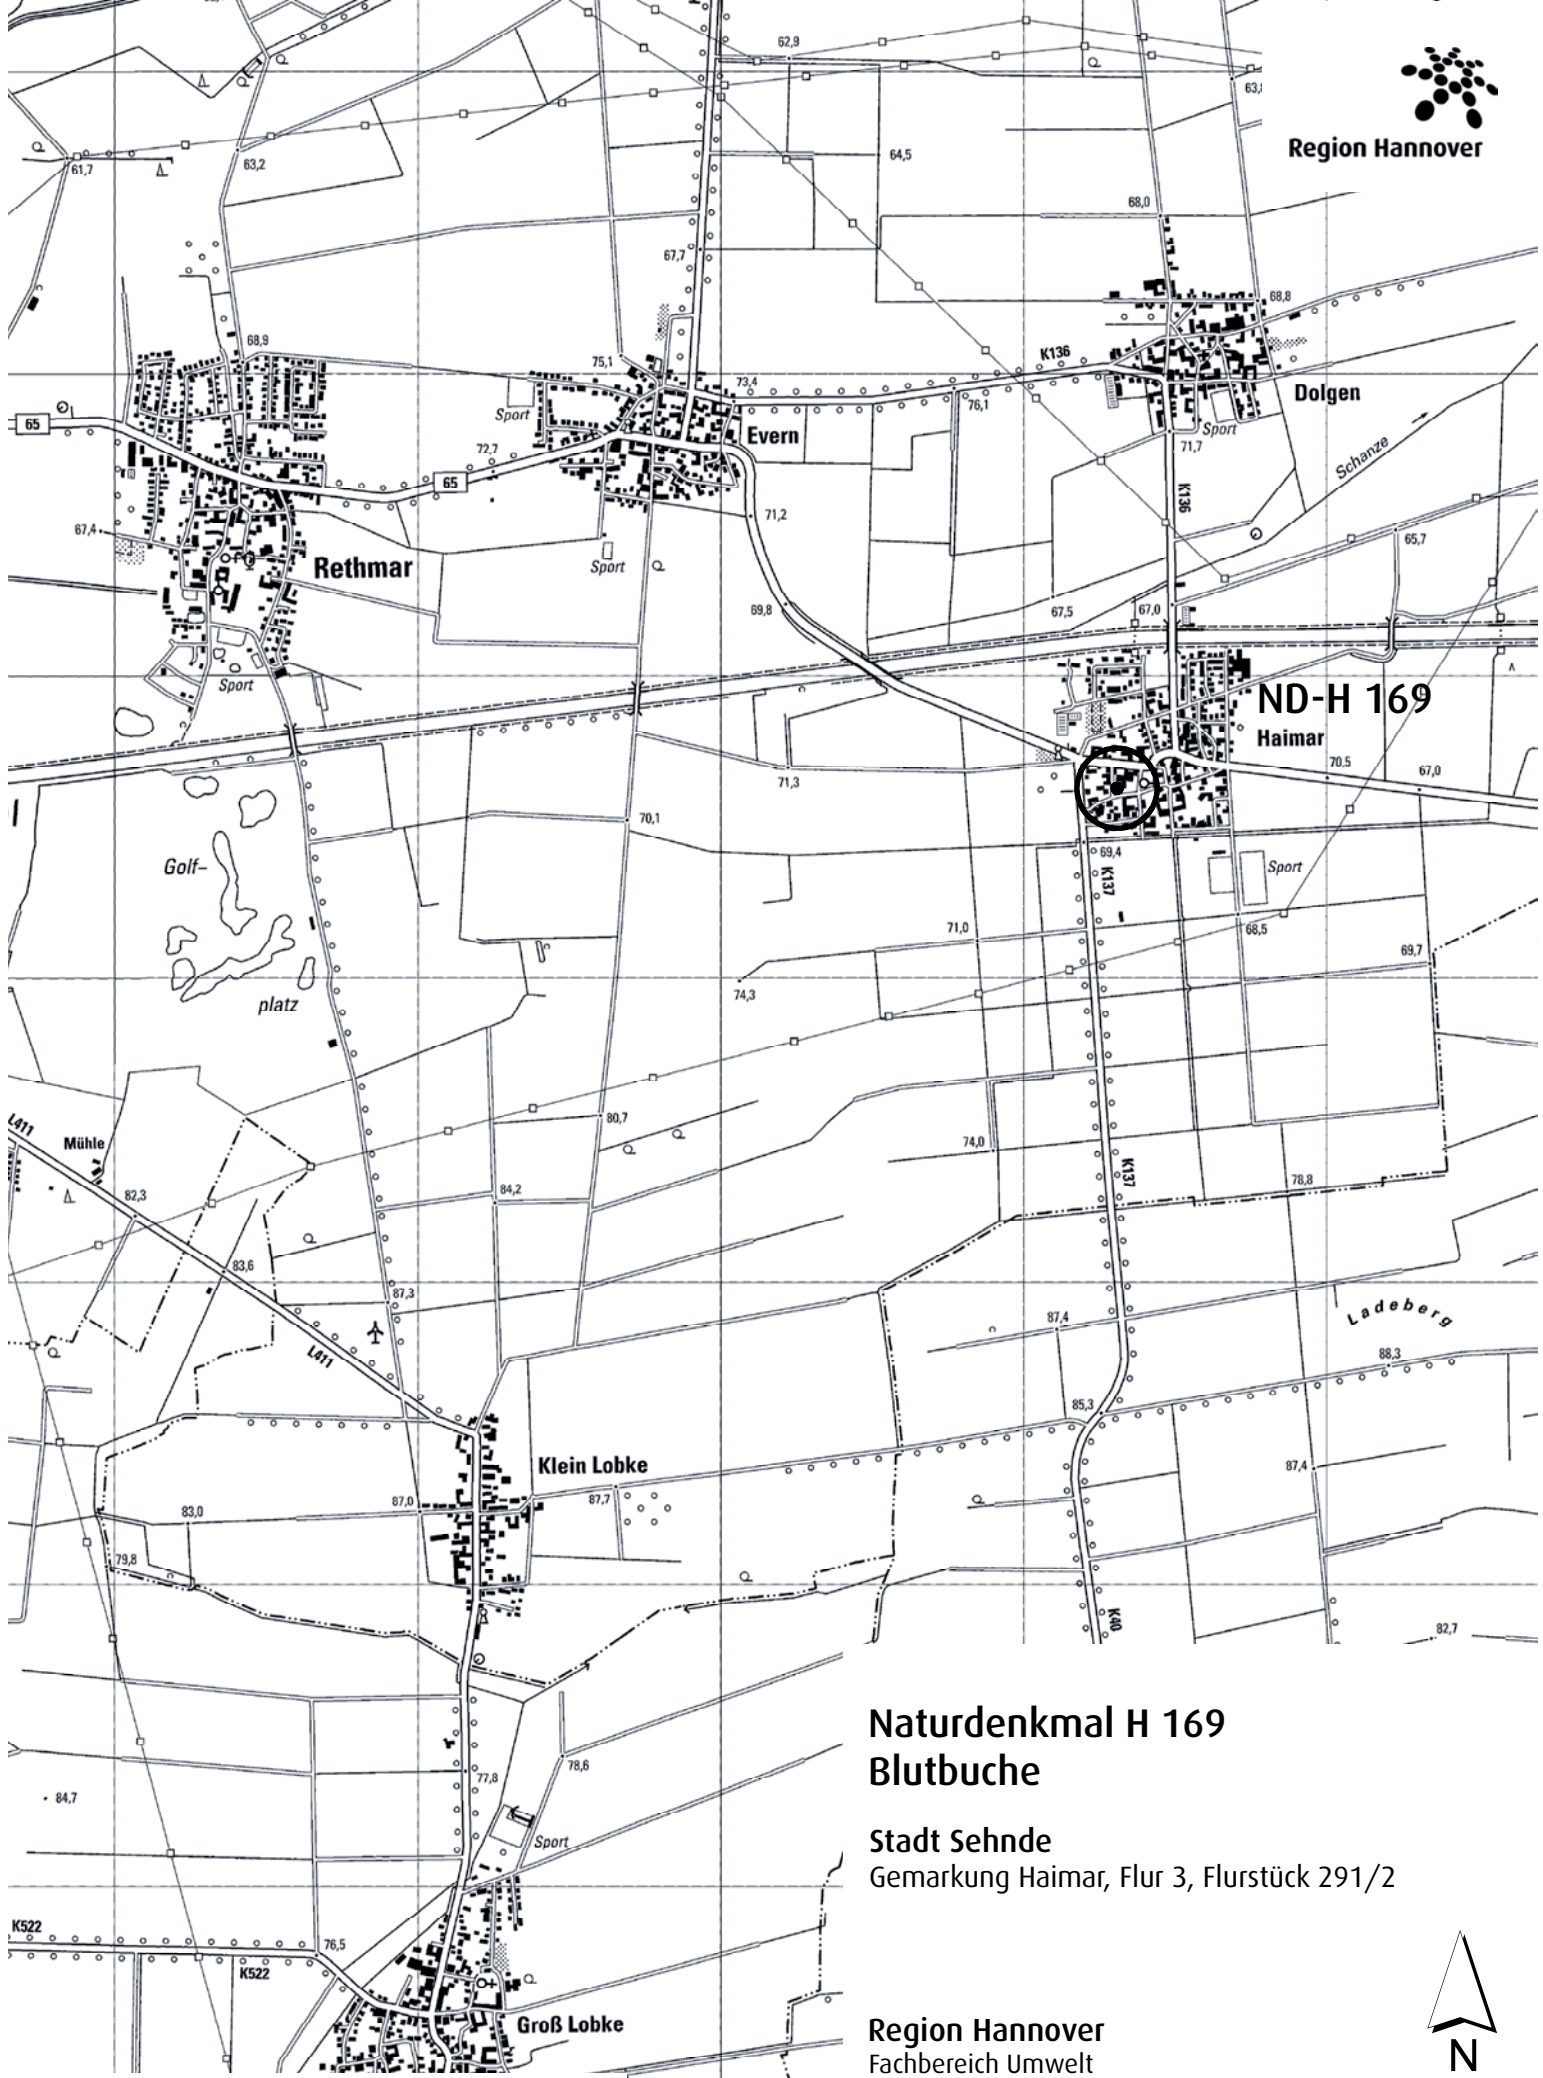 62,9
63,8
Region Hannover
61,7
63,2
64,5
68,0
67,7
68,8
68,9
75,1
73,4
K136
Dolgen
65
Sport
76,1
Sport
Evern
72,7
71,7
Schanze
65
K136
67,4
71,2
65,7
Rethmar
Sport
69,8
67,5
67,0
Sport
ND-H 169
Haimar
71,3
70,5
67,0
70,1
69,4
Golf-
K137
Sport
71,0
68,5
69,7
platz
74,3
L411
Mühle
80,7
74,0
82,3
84,2
K137
78,8
83,6
87,3
87,4
Ladeberg
L411
88,3
85,3
Klein Lobke
87,4
87,0
87,7
83,0
79,8
K40
82,7
Naturdenkmal H 169
Blutbuche
78,6
77,8
84,7
Sport
Stadt Sehnde
Gemarkung Haimar, Flur 3, Flurstück 291/2
K522
76,5
K522
Groß Lobke
Region Hannover
Fachbereich Umwelt
N